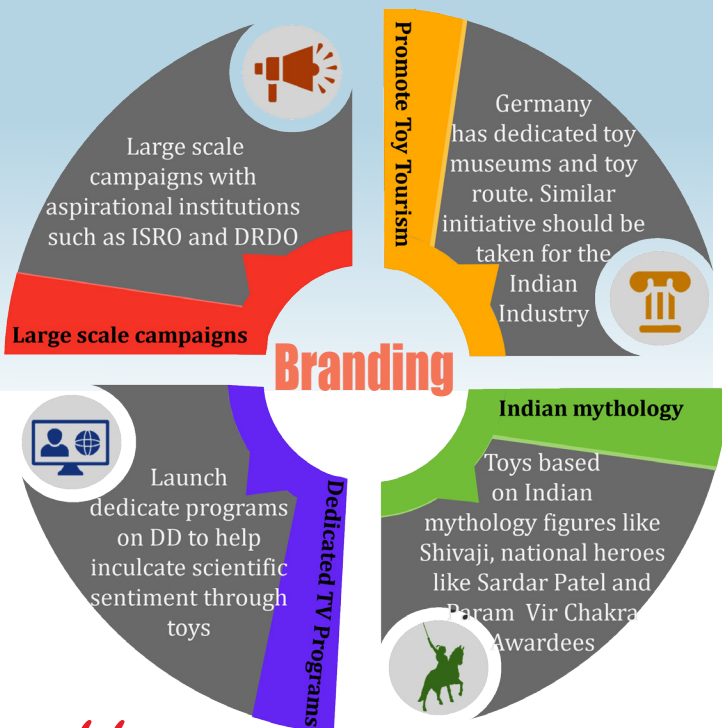 Large scale
campaigns with
aspirational institutions
such as ISRO and DRDO
Large scale campaigns
Promote Toy Tourism
Germany
has dedicated toy
museums and toy
route. Similar
initiative should be
taken for the
Indian
Industry
Branding
Launch
dedicate programs
on DD to help
inculcate scientific
sentiment through
toys
Dedicated TV Programs
Indian mythology
Toys based
on Indian
mythology figures like
Shivaji, national heroes
like Sardar Patel and
Param Vir Chakra
Awardees